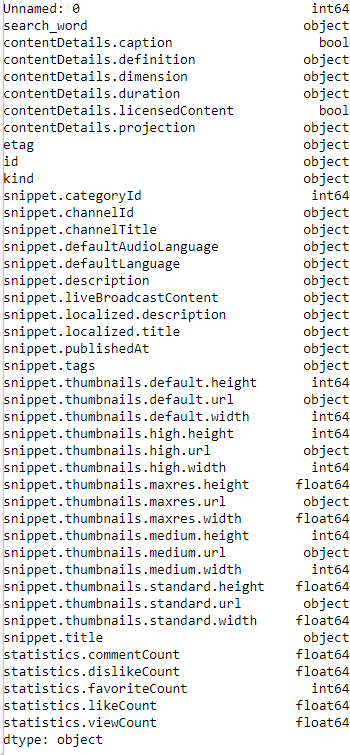 Unnamed: 0 int64
search_word object
contentDetails.caption bool
contentDetails.definition object
contentDetails.dimension object
contentDetails.duration object
contentDetails.licensedContent bool
contentDetails.projection object
etag object
id object
kind object
snippet.categoryId int64
snippet.channelId object
snippet.channelTitle object
snippet.defaultAudioLanguage object
snippet.defaultLanguage object
snippet.description object
snippet.liveBroadcastContent object
snippet.localized.description object
snippet.localized.title object
snippet.publishedAt object
snippet.tags object
snippet.thumbnails.default.height int64
snippet.thumbnails.default.url object
snippet.thumbnails.default.width int64
snippet.thumbnails.high.height int64
snippet.thumbnails.high.url object
snippet.thumbnails.high.width int64
snippet.thumbnails.maxres.height float64
snippet.thumbnails.maxres.url object
snippet.thumbnails.maxres.width float64
snippet.thumbnails.medium.height int64
snippet.thumbnails.medium.url object
snippet.thumbnails.medium.width int64
snippet.thumbnails.standard.height float64
snippet.thumbnails.standard.url object
snippet.thumbnails.standard.width float64
snippet.title object
statistics.commentCount float64
statistics.dislikeCount float64
statistics.favoriteCount int64
statistics.likeCount float64
statistics.viewCount float64
dtype: object